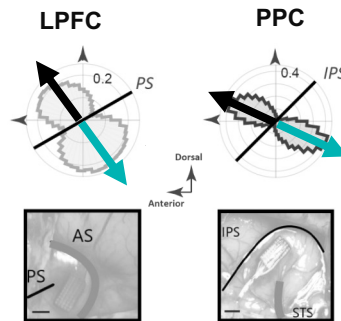 LPFC
PPC
0.2
PS
0.4
IPS
Dorsal
Anterior
AS
PS
IPS
STS